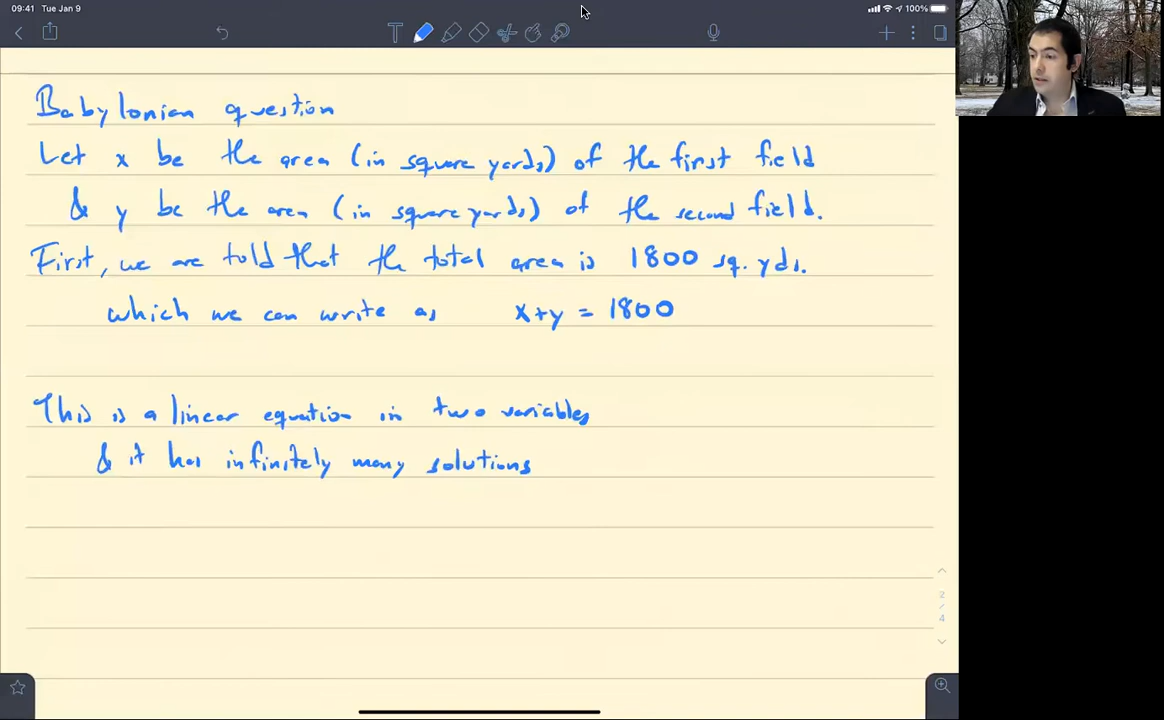 09:41 Tue Jan 9
100%
T
Babylonian question
Let x be the area (in square yards) of the first field
& y be the area (in square yards) of the second field.
First, we are told that the total area is 1800 sq. yds.
which we can write as x+y = 1800
This is a linear equation in two variables
& it has infinitely many solutions
2
/
4